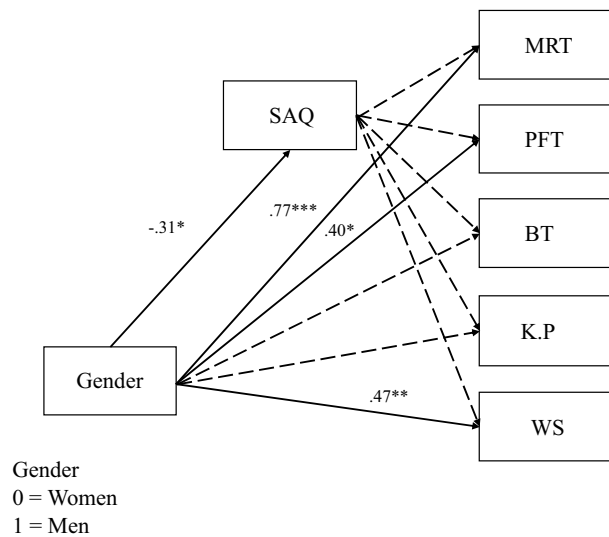 MRT
SAQ
PFT
.77***
-.31*
.40*
BT
K.P
Gender
.47**
WS
Gender
0 = Women
1 = Men